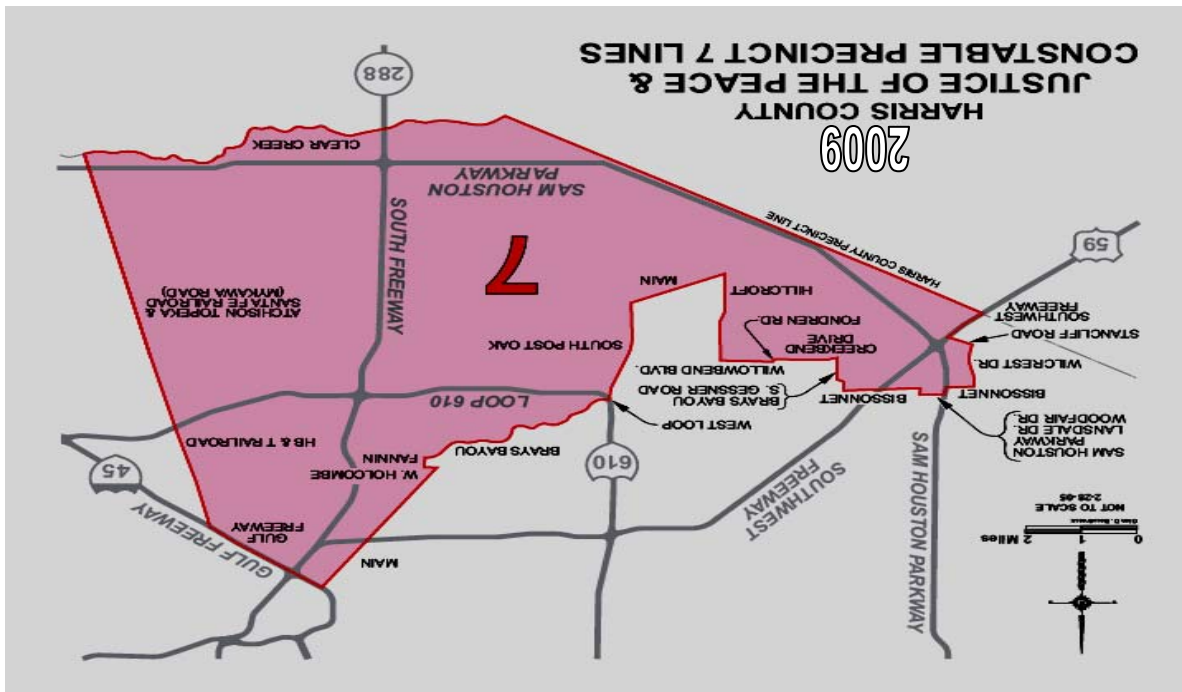 0 1 2 Miles
NOT TO SCALE
2-28-05
SAM HOUSTON PARKWAY
MAIN
GULF FREEWAY
GULF
FREEWAY
SOUTHWEST
FREEWAY
SAM HOUSTON
PARKWAY
LANSDALE DR.
WOODFAIR DR.
610
W. HOLCOMBE
FANNIN
45
BRAYS BAYOU
HB & T RAILROAD
WEST LOOP
LOOP 610
BISSONNET
BISSONNET
BRAYS BAYOU
S. GESSNER ROAD
WILCREST DR.
WILLOWBEND BLVD.
STANCLIFF ROAD
CREEKBEND
DRIVE
SOUTH POST OAK
FONDREN RD.
SOUTHWEST
FREEWAY
SOUTH FREEWAY
HILLCROFT
MAIN
ATCHISON TOPEKA &
SANTA FE RAILROAD
(MYKAWA ROAD)
7
59
HARRIS COUNTY PRECINCT LINE
SAM HOUSTON
PARKWAY
CLEAR CREEK
288
2009
HARRIS COUNTY
JUSTICE OF THE PEACE &
CONSTABLE PRECINCT 7 LINES